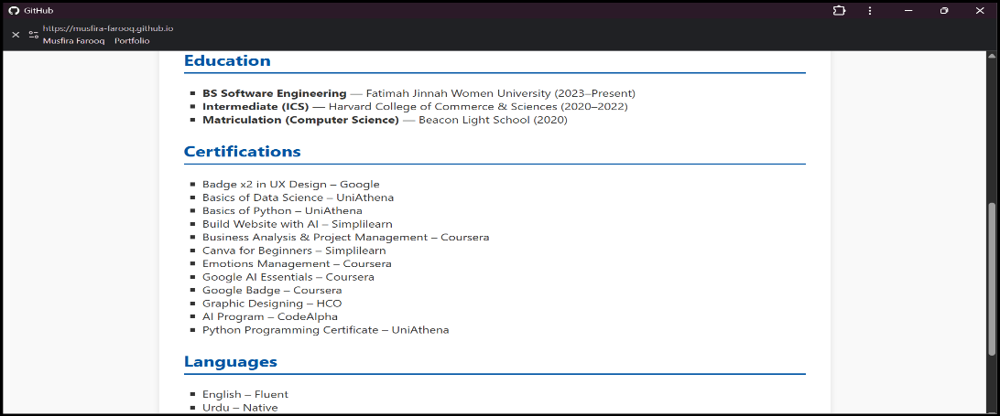 GitHub
https://musfira-farooq.github.io
Musfira Farooq Portfolio
Education
BS Software Engineering — Fatimah Jinnah Women University (2023–Present)
Intermediate (ICS) — Harvard College of Commerce & Sciences (2020–2022)
Matriculation (Computer Science) — Beacon Light School (2020)
Certifications
Badge x2 in UX Design – Google
Basics of Data Science – UniAthena
Basics of Python – UniAthena
Build Website with AI – Simplilearn
Business Analysis & Project Management – Coursera
Canva for Beginners – Simplilearn
Emotions Management – Coursera
Google AI Essentials – Coursera
Google Badge – Coursera
Graphic Designing – HCO
AI Program – CodeAlpha
Python Programming Certificate – UniAthena
Languages
English – Fluent
Urdu – Native